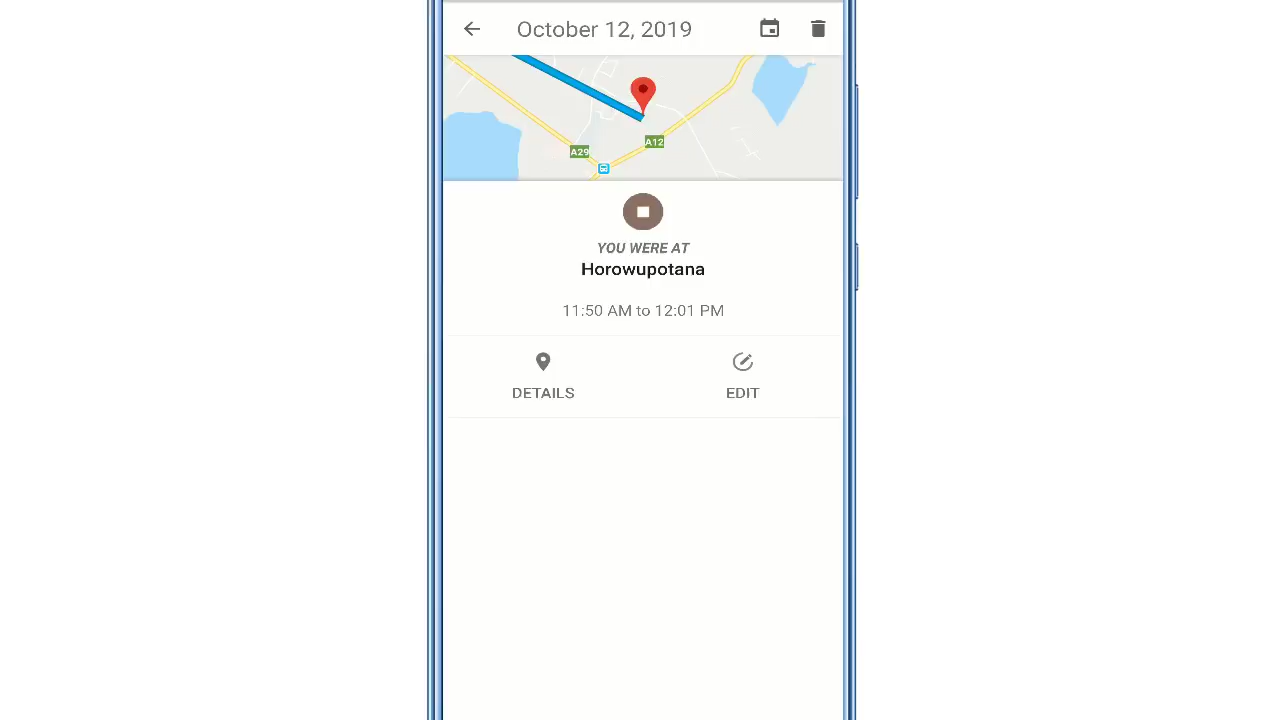 October 12, 2019
A12
A29
YOU WERE AT
Horowupotana
11:50 AM to 12:01 PM
DETAILS
EDIT